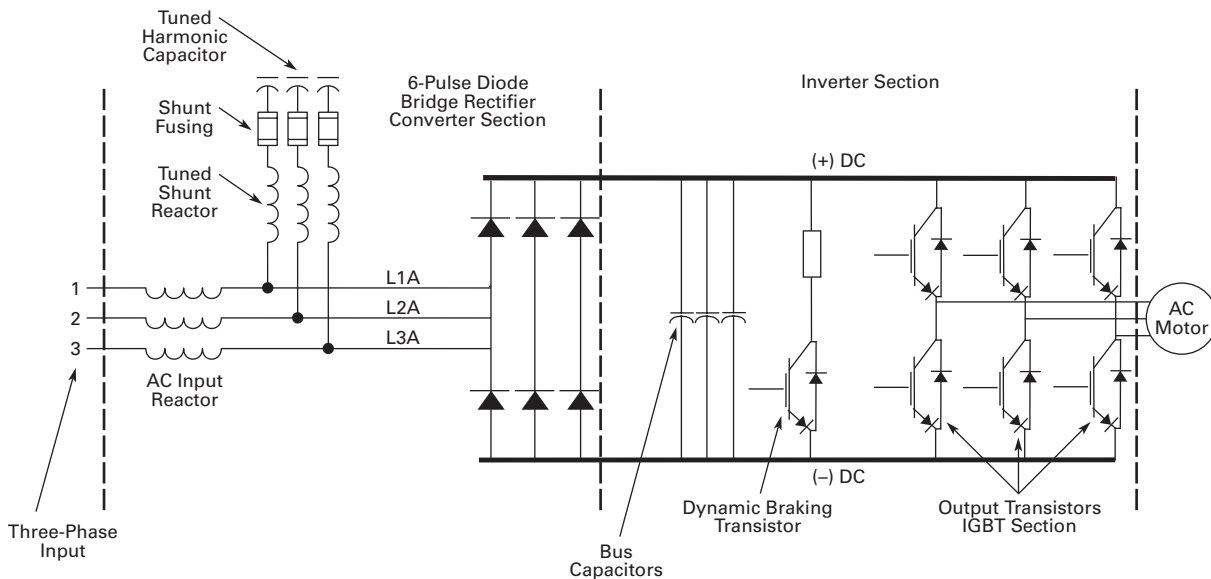 Tuned
Harmonic
Capacitor
Shunt
Fusing
Tuned
Shunt
Reactor
6-Pulse Diode
Bridge Rectifier
Converter Section
Inverter Section
(+) DC
1
2
3
L1A
L2A
L3A
AC Input
Reactor
AC
Motor
(–) DC
Three-Phase
Input
Bus
Capacitors
Dynamic Braking
Transistor
Output Transistors
IGBT Section